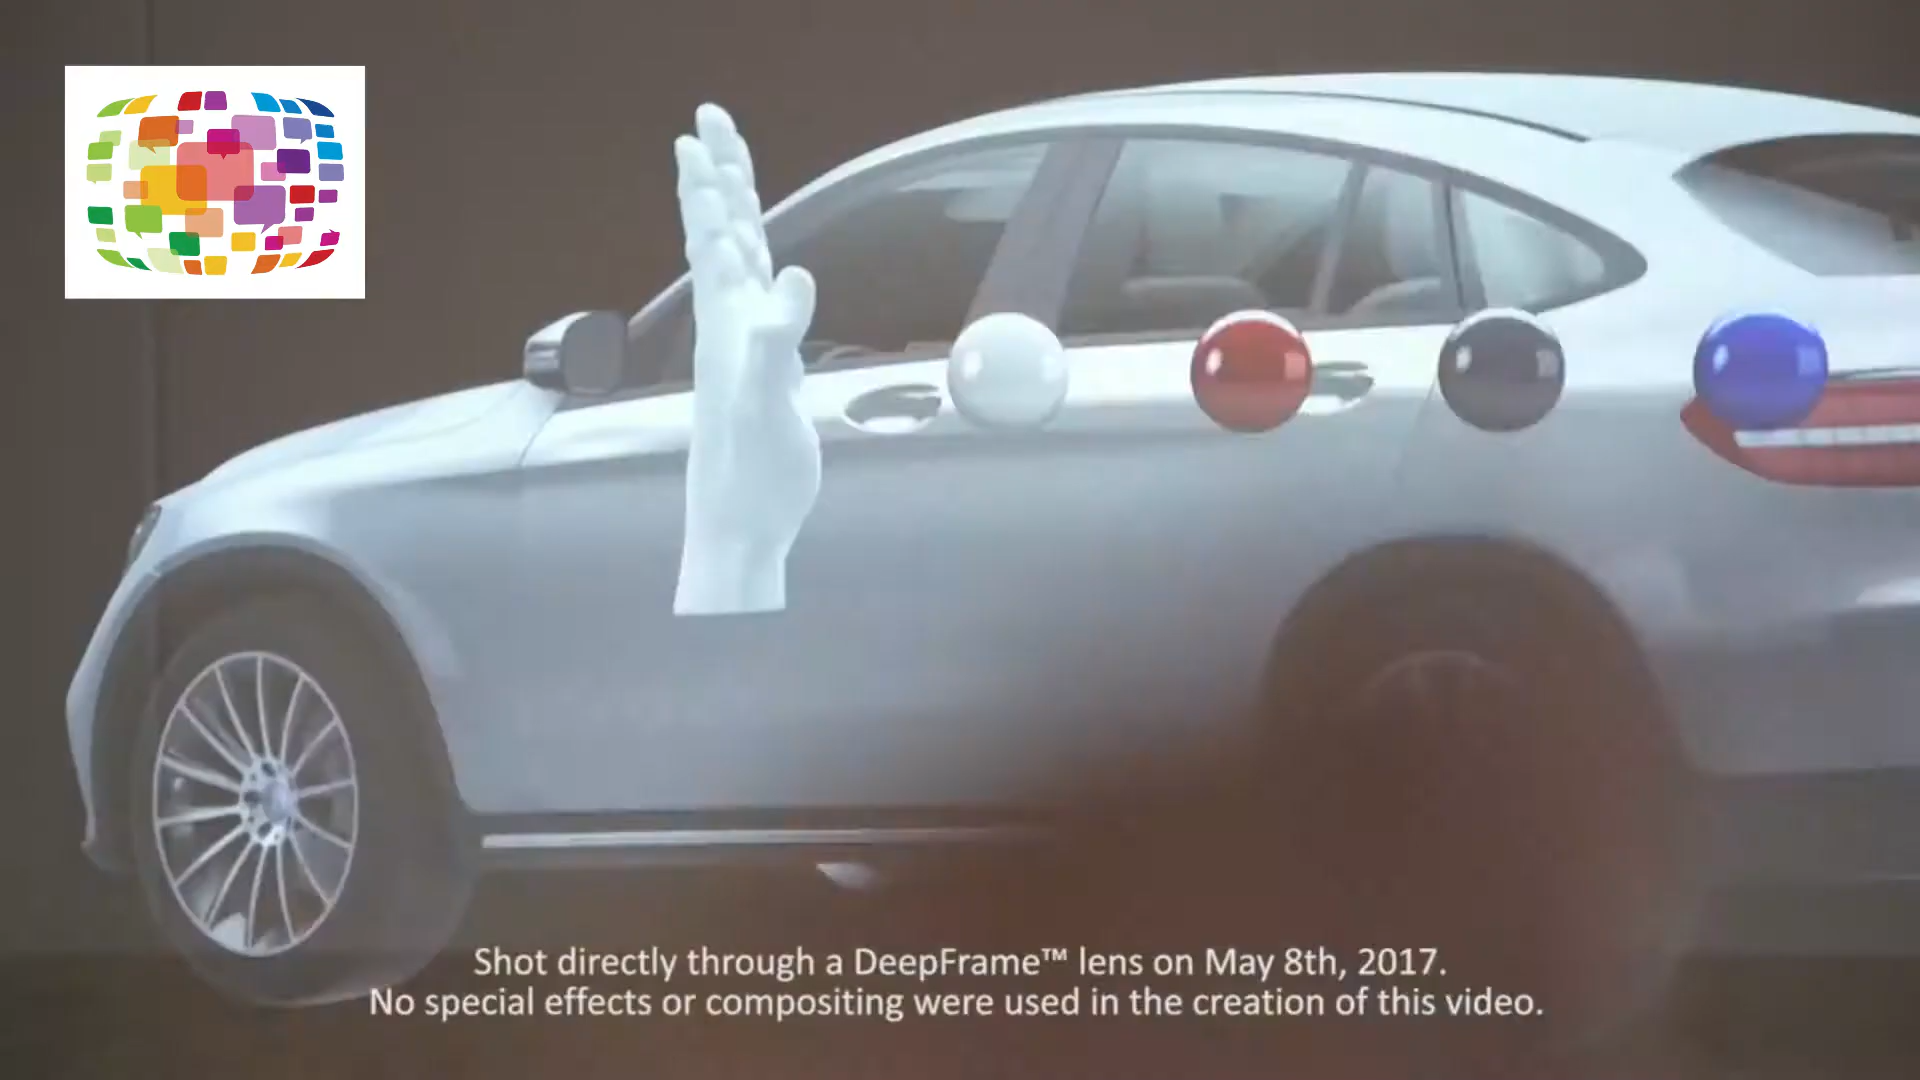 Shot directly through a DeepFrame™ lens on May 8th, 2017.
No special effects or compositing were used in the creation of this video.